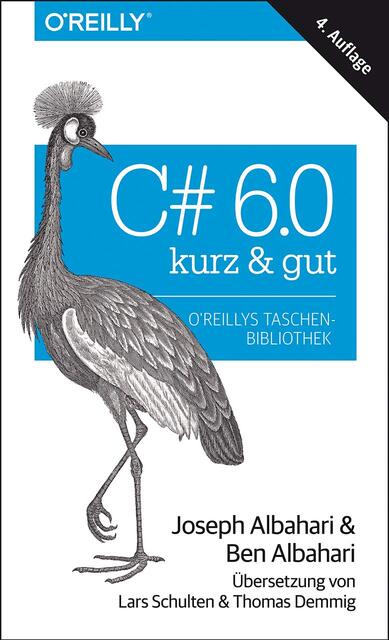 O'REILLY®
4. Auflage
C# 6.0
kurz & gut
O'REILLYS TASCHEN-
BIBLIOTHEK
Joseph Albahari &
Ben Albahari
Übersetzung von
Lars Schulten & Thomas Demmig